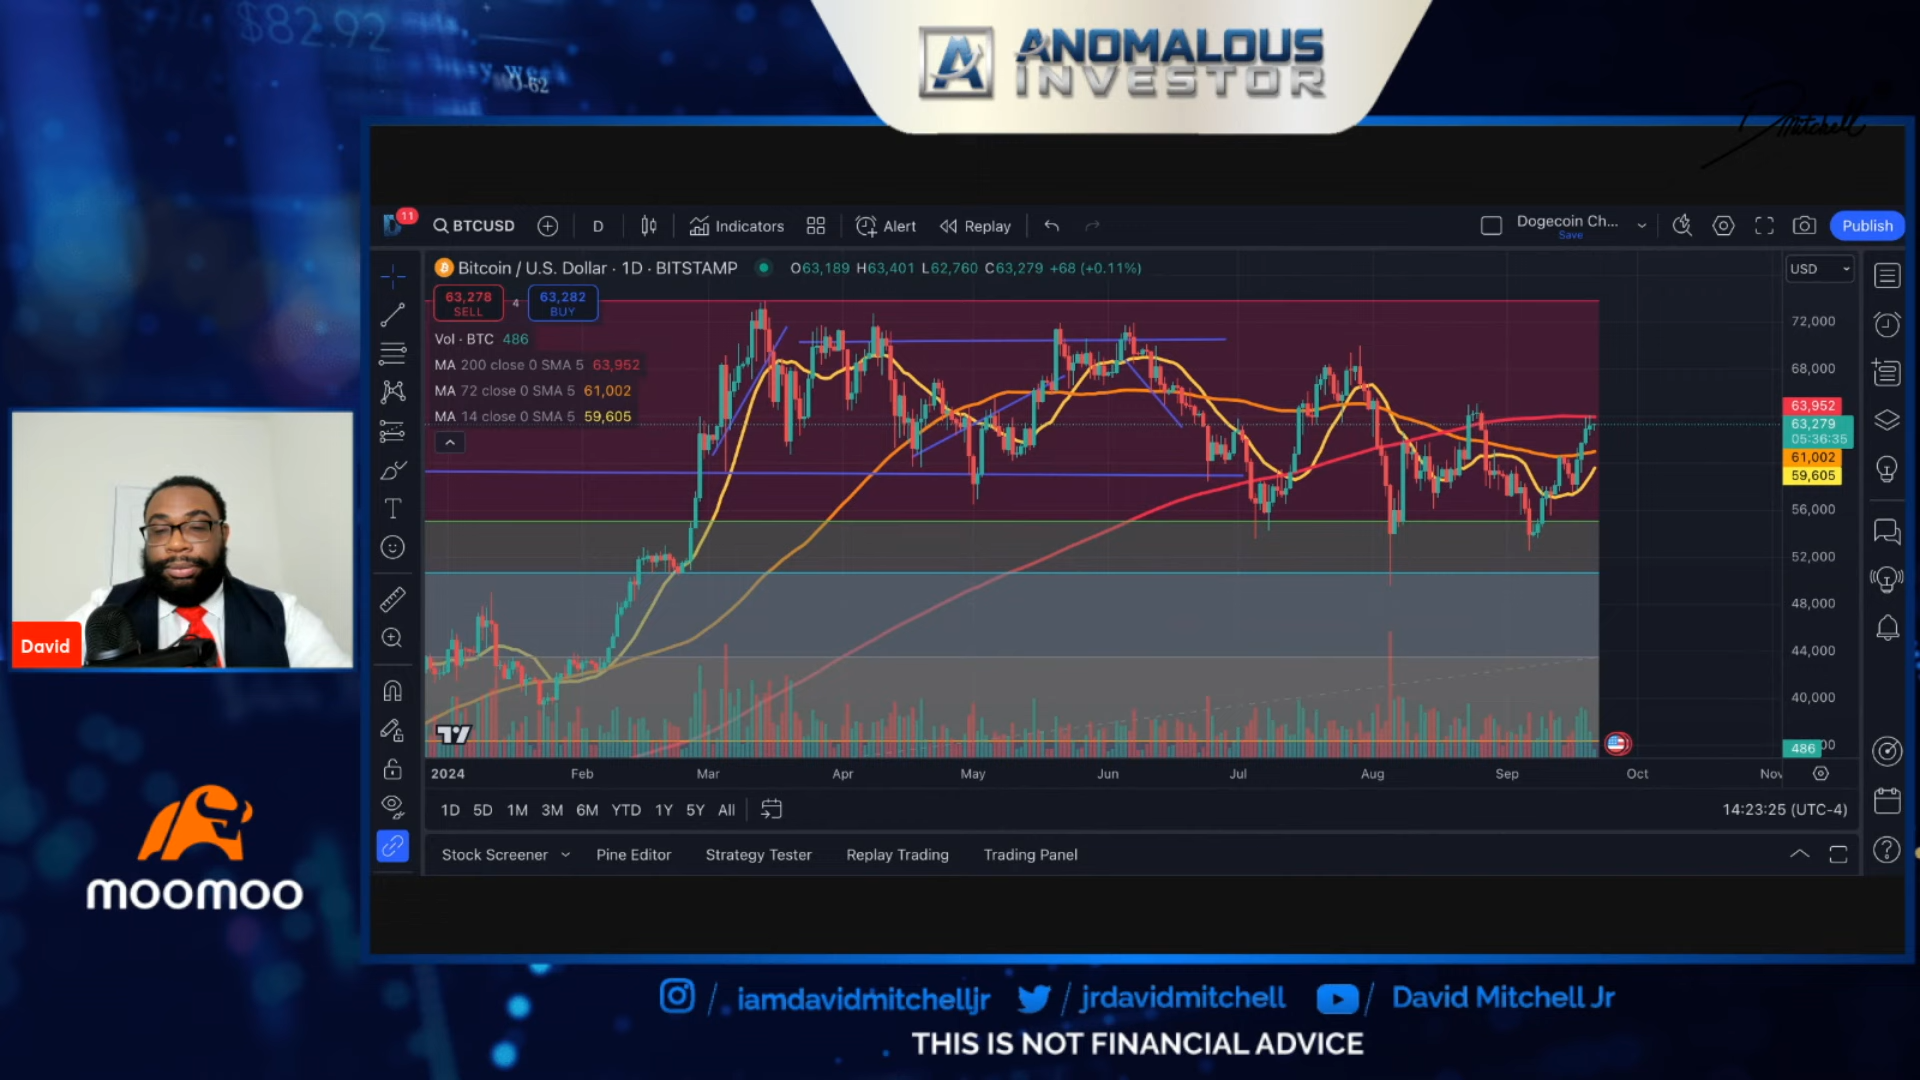 $82.92
ANOMALOUS
INVESTOR
DMitchell
11
BTCUSD
D
Indicators
Alert
Replay
Dogecoin Ch...
Save
Publish
Bitcoin / U.S. Dollar · 1D · BITSTAMP
O63,189 H63,401 L62,760 C63,279 +68 (+0.11%)
USD
63,278
SELL
4
63,282
BUY
Vol · BTC 486
MA 200 close 0 SMA 5 63,952
MA 72 close 0 SMA 5 61,002
MA 14 close 0 SMA 5 59,605
72,000
68,000
63,952
63,279
05:36:35
61,002
59,605
56,000
52,000
48,000
44,000
40,000
486
2024 Feb Mar Apr May Jun Jul Aug Sep Oct Nov
1D 5D 1M 3M 6M YTD 1Y 5Y All
14:23:25 (UTC-4)
Stock Screener Pine Editor Strategy Tester Replay Trading Trading Panel
David
moomoo
/ iamdavidmitchelljr / jrdavidmitchell / David Mitchell Jr
THIS IS NOT FINANCIAL ADVICE